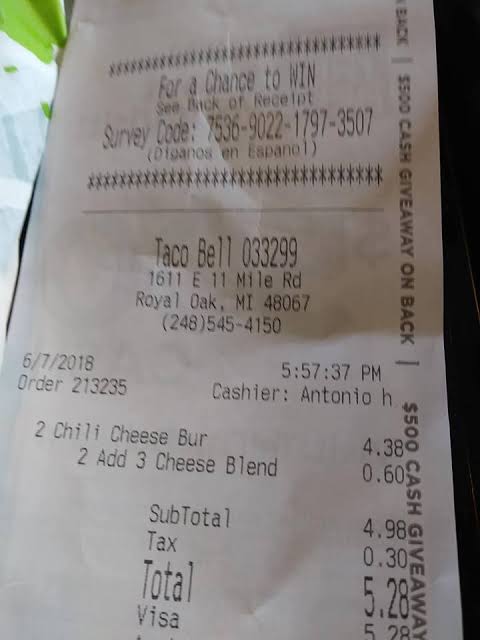 ************************************
For a Chance to WIN
See Back of Receipt
Survey Code: 7536-9022-1797-3507
(Diganos en Espanol)
************************************
Taco Bell 033299
1611 E 11 Mile Rd
Royal Oak, MI 48067
(248)545-4150
6/7/2018 5:57:37 PM
Order 213235 Cashier: Antonio h
2 Chili Cheese Bur 4.38
2 Add 3 Cheese Blend 0.60
SubTotal 4.98
Tax 0.30
Total 5.28
Visa 5.28
BACK | $500 CASH GIVEAWAY ON BACK | $500 CASH GIVEAWAY